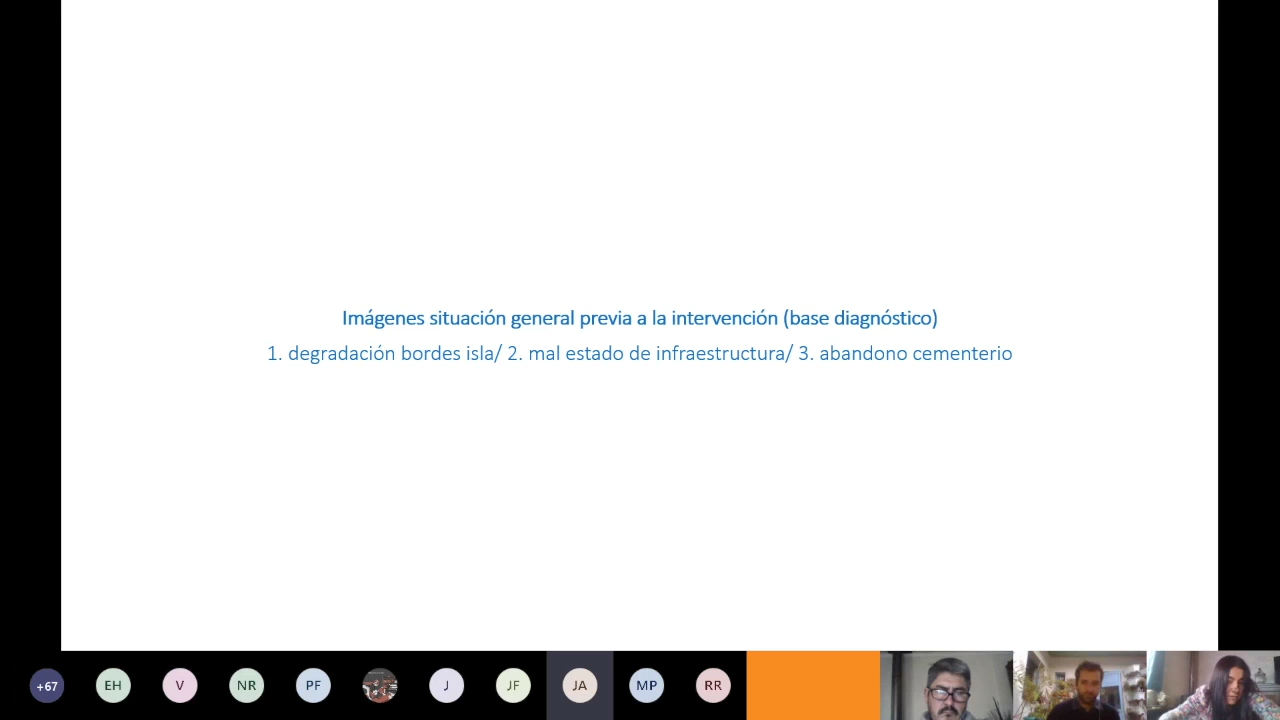 Imágenes situación general previa a la intervención (base diagnóstico)
1. degradación bordes isla/ 2. mal estado de infraestructura/ 3. abandono cementerio
+67
EH
V
NR
PF
J
JF
JA
MP
RR